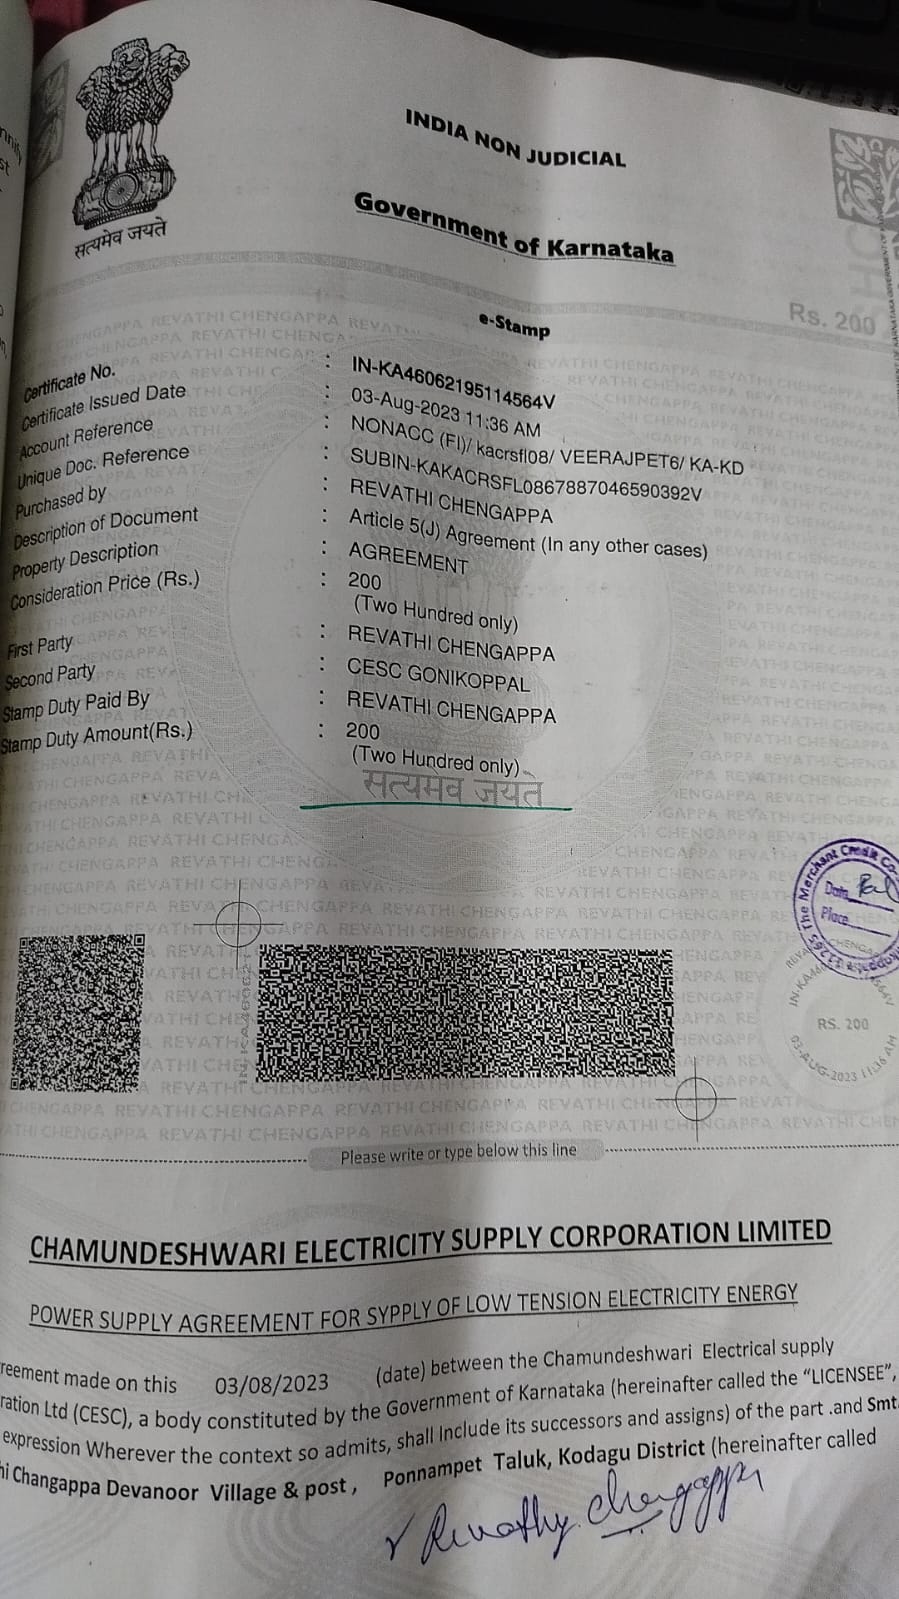 सत्यमेव जयते
INDIA NON JUDICIAL
Government of Karnataka
Rs. 200
e-Stamp
Certificate No. : IN-KA46062195114564V
Certificate Issued Date : 03-Aug-2023 11:36 AM
Account Reference : NONACC (FI)/ kacrsfl08/ VEERAJPET6/ KA-KD
Unique Doc. Reference : SUBIN-KAKACRSFL0867887046590392V
Purchased by : REVATHI CHENGAPPA
Description of Document : Article 5(J) Agreement (In any other cases)
Property Description : AGREEMENT
Consideration Price (Rs.) : 200
(Two Hundred only)
First Party : REVATHI CHENGAPPA
Second Party : CESC GONIKOPPAL
Stamp Duty Paid By : REVATHI CHENGAPPA
Stamp Duty Amount(Rs.) : 200
(Two Hundred only)
सत्यमेव जयते
The Merchant Credit Co-
Date
Place
RS. 200
03-AUG-2023 11:36 AM
Please write or type below this line
CHAMUNDESHWARI ELECTRICITY SUPPLY CORPORATION LIMITED
POWER SUPPLY AGREEMENT FOR SYPPLY OF LOW TENSION ELECTRICITY ENERGY
reement made on this 03/08/2023 (date) between the Chamundeshwari Electrical supply
ration Ltd (CESC), a body constituted by the Government of Karnataka (hereinafter called the “LICENSEE”,
expression Wherever the context so admits, shall Include its successors and assigns) of the part .and Smt.
hi Changappa Devanoor Village & post , Ponnampet Taluk, Kodagu District (hereinafter called
Revathy Chengappa